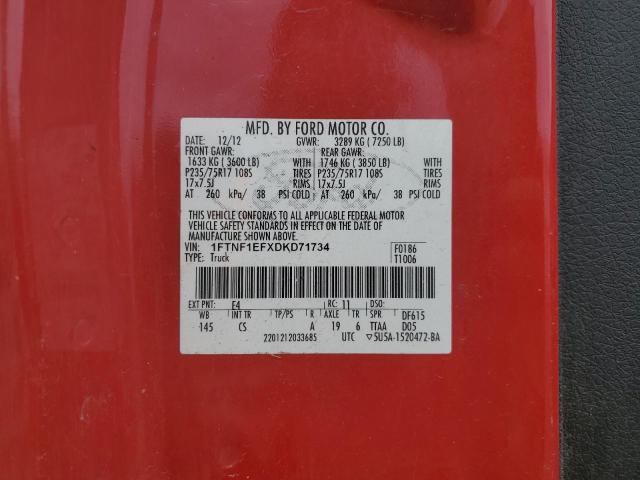 MFD. BY FORD MOTOR CO.
DATE: 12/12 GVWR: 3289 KG ( 7250 LB)
FRONT GAWR: REAR GAWR:
1633 KG ( 3600 LB) WITH 1746 KG ( 3850 LB) WITH
P235/75R17 108S TIRES P235/75R17 108S TIRES
17x7.5J RIMS 17x7.5J RIMS
AT 260 kPa/ 38 PSI COLD AT 260 kPa/ 38 PSI COLD
THIS VEHICLE CONFORMS TO ALL APPLICABLE FEDERAL MOTOR
VEHICLE SAFETY STANDARDS IN EFFECT ON THE DATE OF
MANUFACTURE SHOWN ABOVE.
VIN: 1FTNF1EFXDKD71734 F0186
TYPE: Truck T1006
EXT PNT: F4 RC: 11 DSO:
WB INT TR TP/PS R AXLE TR SPR DF615
145 CS A 19 6 TTAA D05
2201212033685 UTC ▽5U5A-1520472-BA